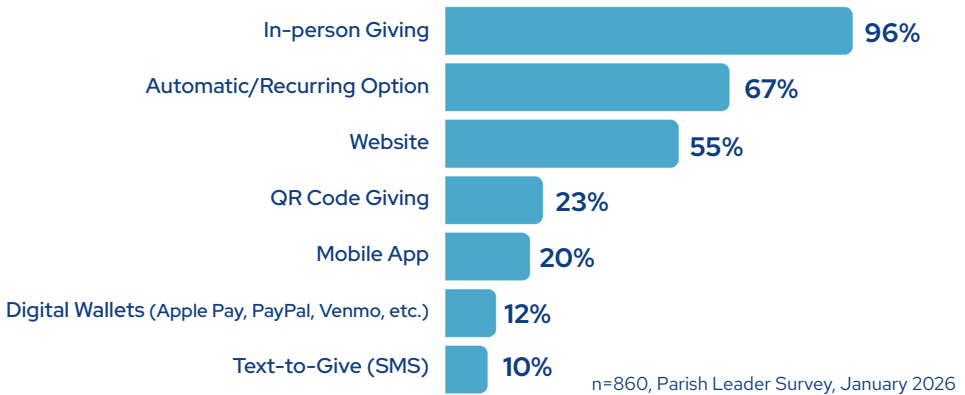 In-person Giving 96%
Automatic/Recurring Option 67%
Website 55%
QR Code Giving 23%
Mobile App 20%
Digital Wallets (Apple Pay, PayPal, Venmo, etc.) 12%
Text-to-Give (SMS) 10%
n=860, Parish Leader Survey, January 2026